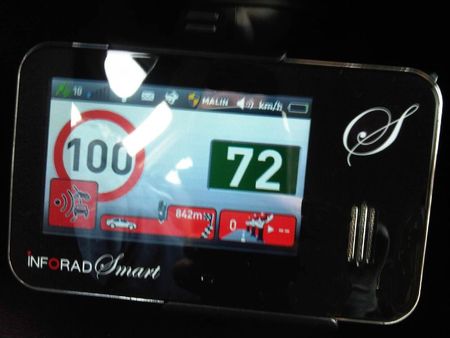 10 MALIN km/h
100
72
842m
0
INFORAD Smart
S